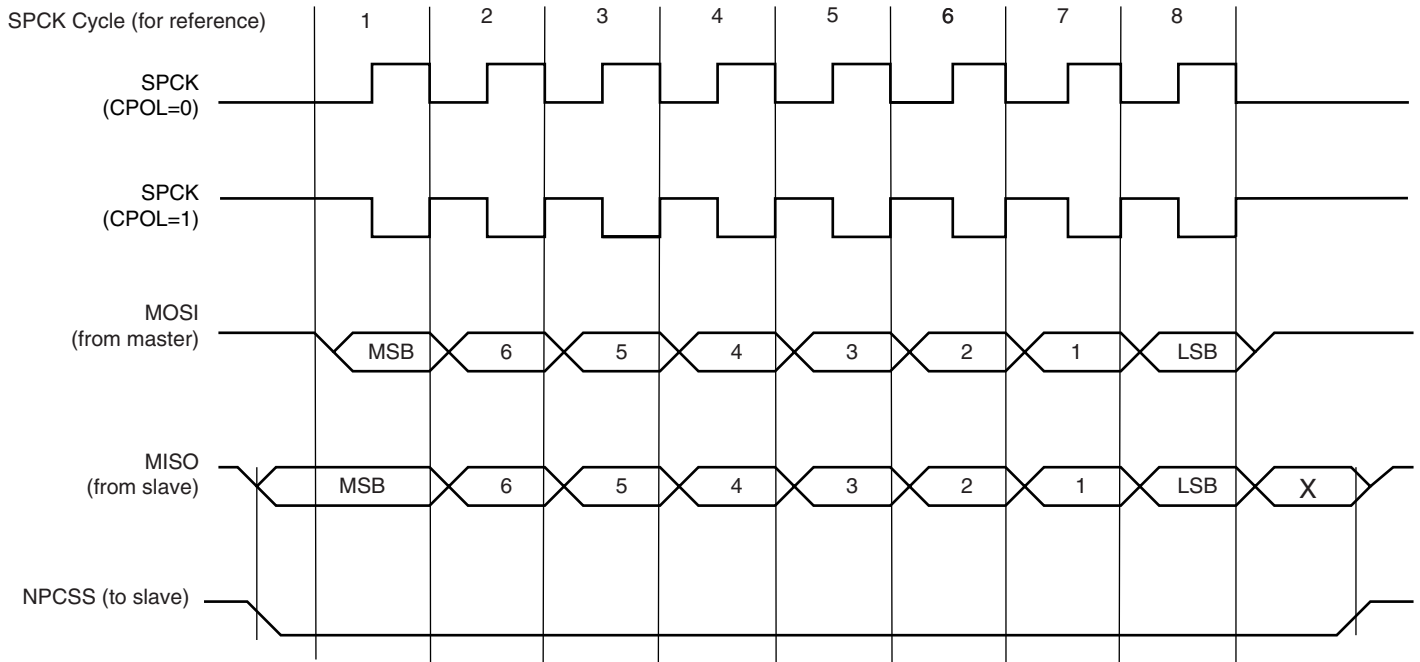 SPCK Cycle (for reference) 1 2 3 4 5 6 7 8
SPCK
(CPOL=0)
SPCK
(CPOL=1)
MOSI
(from master)
MSB 6 5 4 3 2 1 LSB
MISO
(from slave)
MSB 6 5 4 3 2 1 LSB X
NPCSS (to slave)